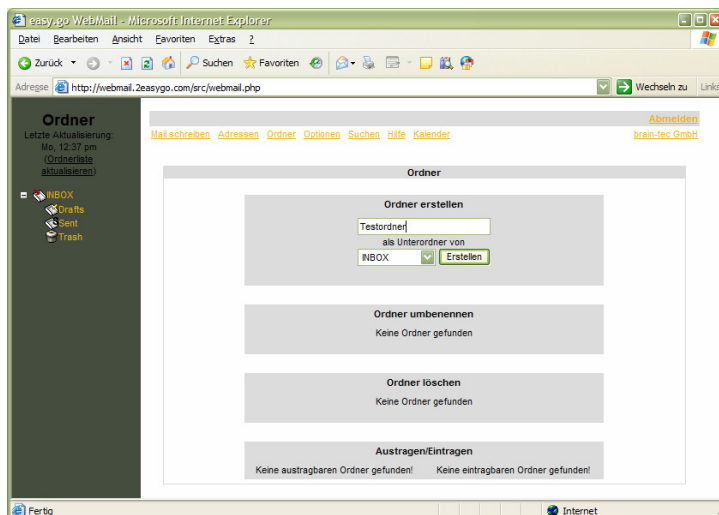 easy.go WebMail - Microsoft Internet Explorer
Datei Bearbeiten Ansicht Favoriten Extras ?
Zurück Suchen Favoriten
Adresse http://webmail.2easygo.com/src/webmail.php Wechseln zu Links
Ordner
Letzte Aktualisierung:
Mo, 12:37 pm
(Ordnerliste
aktualisieren)
INBOX
Drafts
Sent
Trash
Abmelden
Mail schreiben Adressen Ordner Optionen Suchen Hilfe Kalender brain-tec GmbH
Ordner
Ordner erstellen
Testordner
als Unterordner von
INBOX Erstellen
Ordner umbenennen
Keine Ordner gefunden
Ordner löschen
Keine Ordner gefunden
Austragen/Eintragen
Keine austragbaren Ordner gefunden! Keine eintragbaren Ordner gefunden!
Fertig Internet